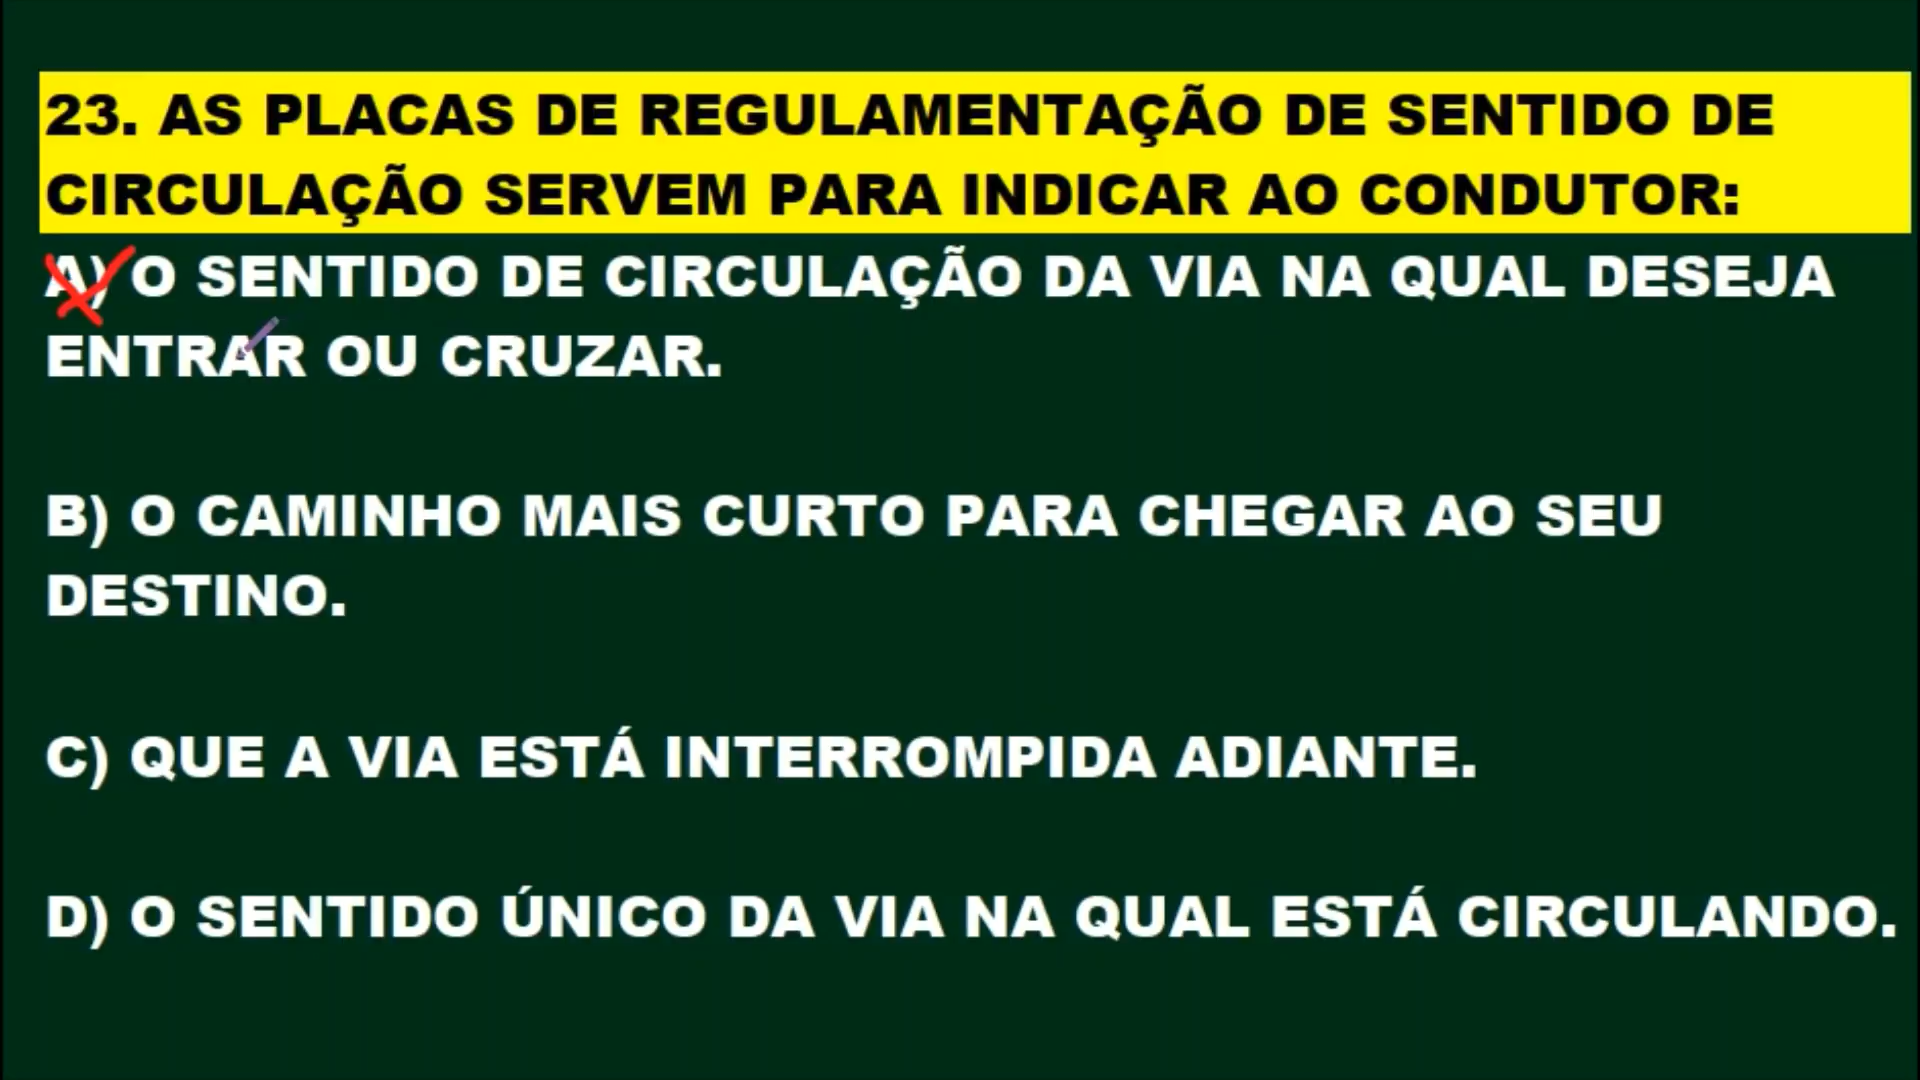 23. AS PLACAS DE REGULAMENTAÇÃO DE SENTIDO DE
CIRCULAÇÃO SERVEM PARA INDICAR AO CONDUTOR:
A) O SENTIDO DE CIRCULAÇÃO DA VIA NA QUAL DESEJA
ENTRAR OU CRUZAR.
B) O CAMINHO MAIS CURTO PARA CHEGAR AO SEU
DESTINO.
C) QUE A VIA ESTÁ INTERROMPIDA ADIANTE.
D) O SENTIDO ÚNICO DA VIA NA QUAL ESTÁ CIRCULANDO.